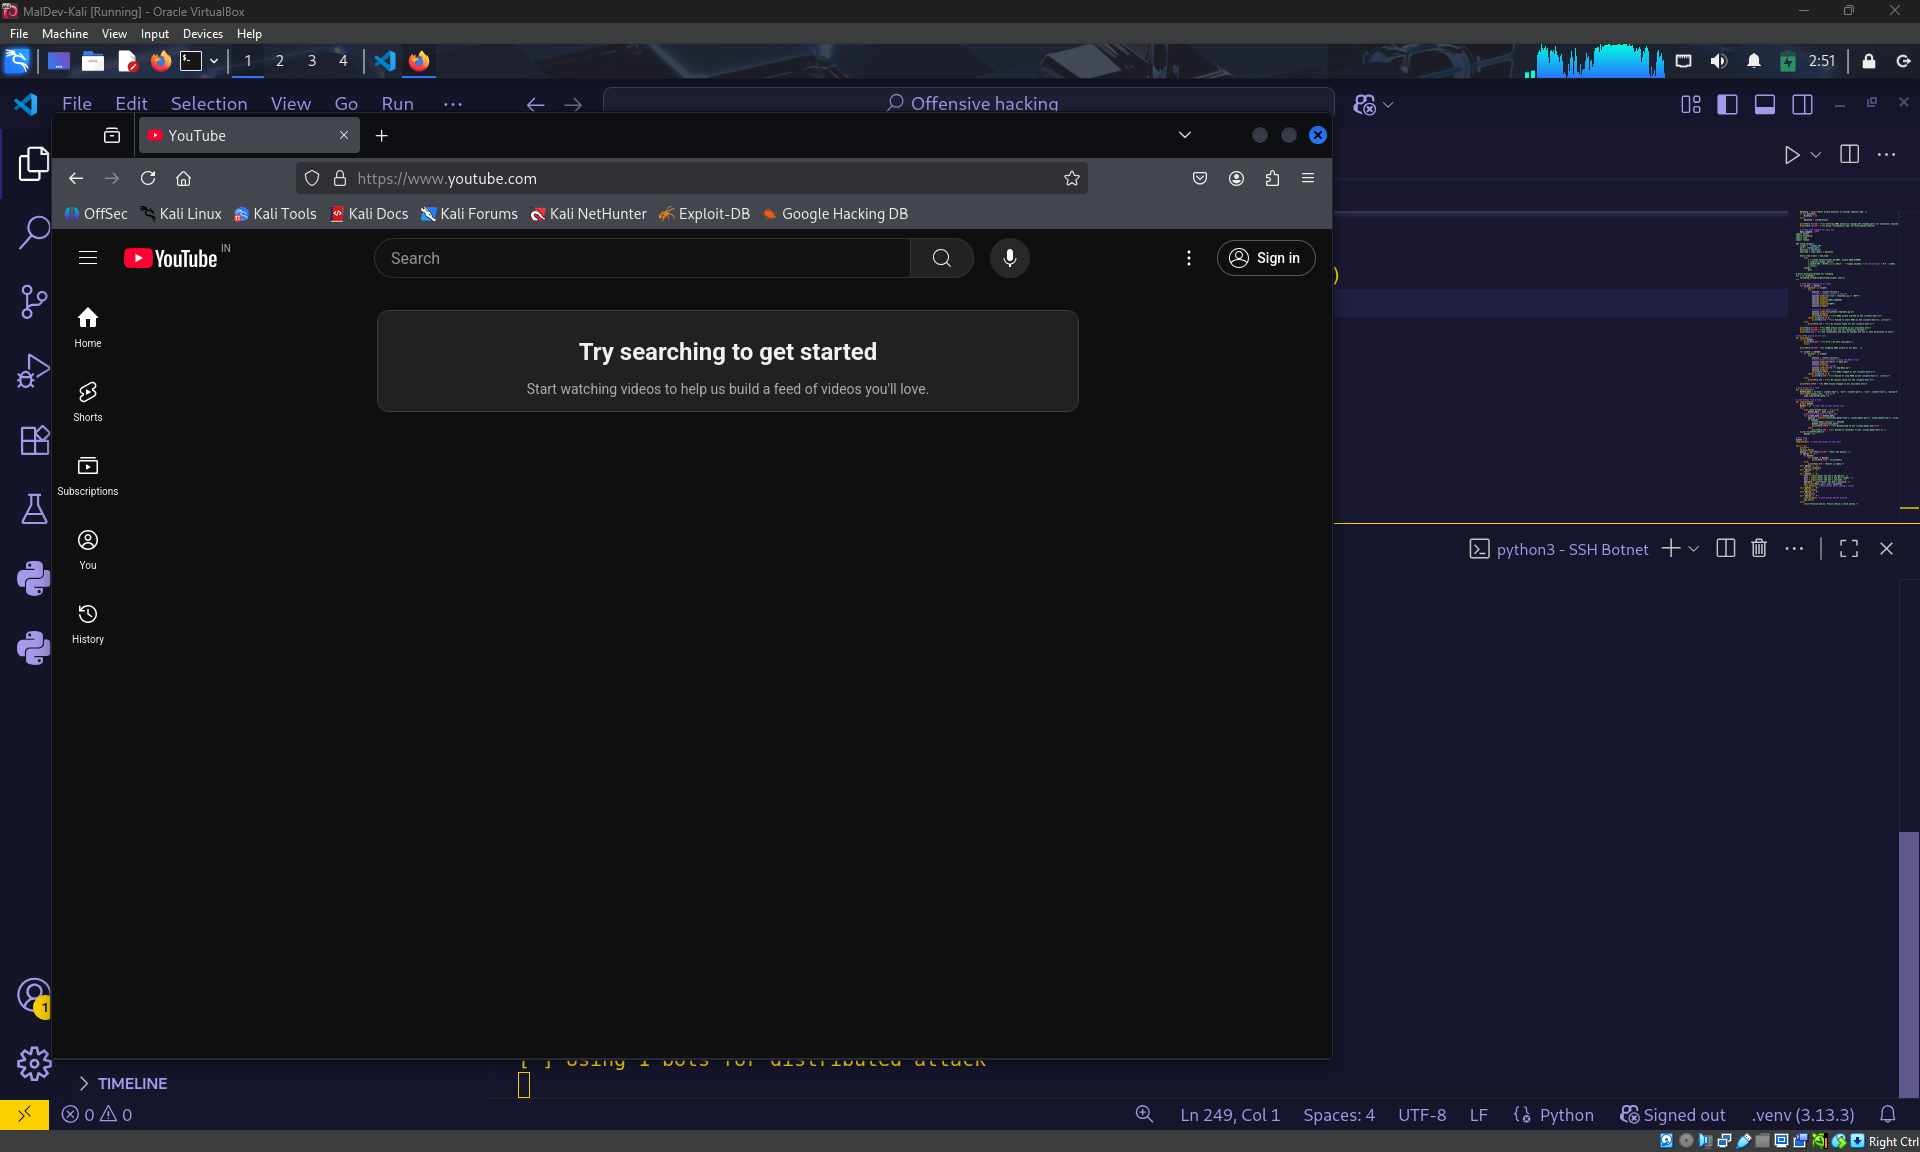 MalDev-Kali [Running] - Oracle VirtualBox
File Machine View Input Devices Help
1 2 3 4
2:51
File Edit Selection View Go Run ···
Offensive hacking
YouTube
https://www.youtube.com
OffSec Kali Linux Kali Tools Kali Docs Kali Forums Kali NetHunter Exploit-DB Google Hacking DB
YouTube IN
Search
Sign in
Home
Try searching to get started
Start watching videos to help us build a feed of videos you'll love.
Shorts
Subscriptions
You
History
)
python3 - SSH Botnet
1
using 1 bots for distributed attack
TIMELINE
0 0
Ln 249, Col 1 Spaces: 4 UTF-8 LF Python Signed out .venv (3.13.3)
Right Ctrl